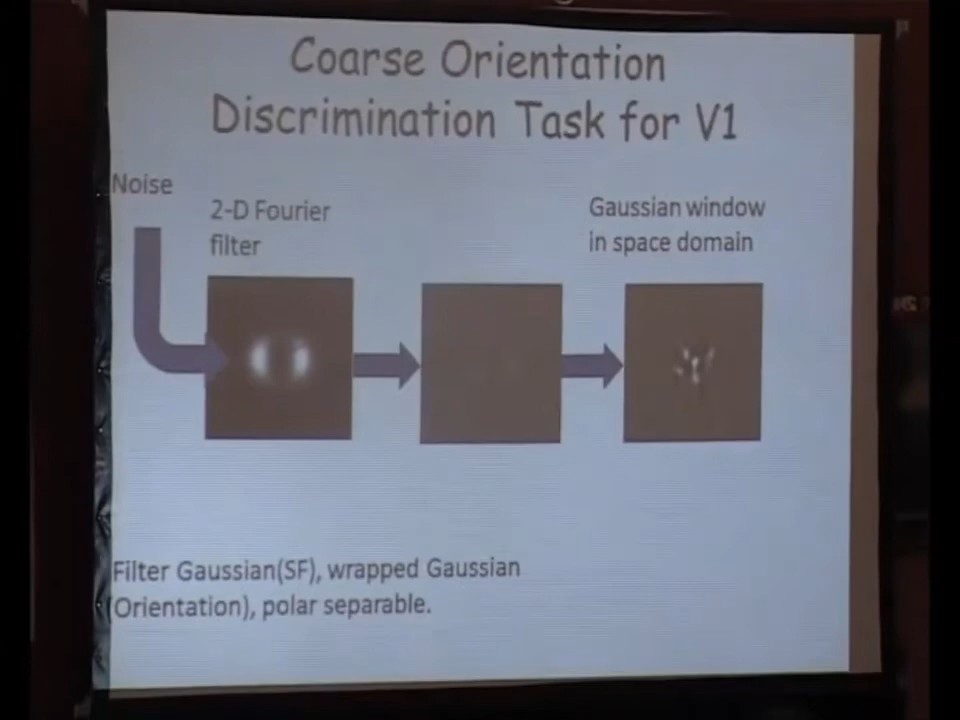 Coarse Orientation
Discrimination Task for V1
Noise
2-D Fourier
filter
Gaussian window
in space domain
Filter Gaussian(SF), wrapped Gaussian
(Orientation), polar separable.